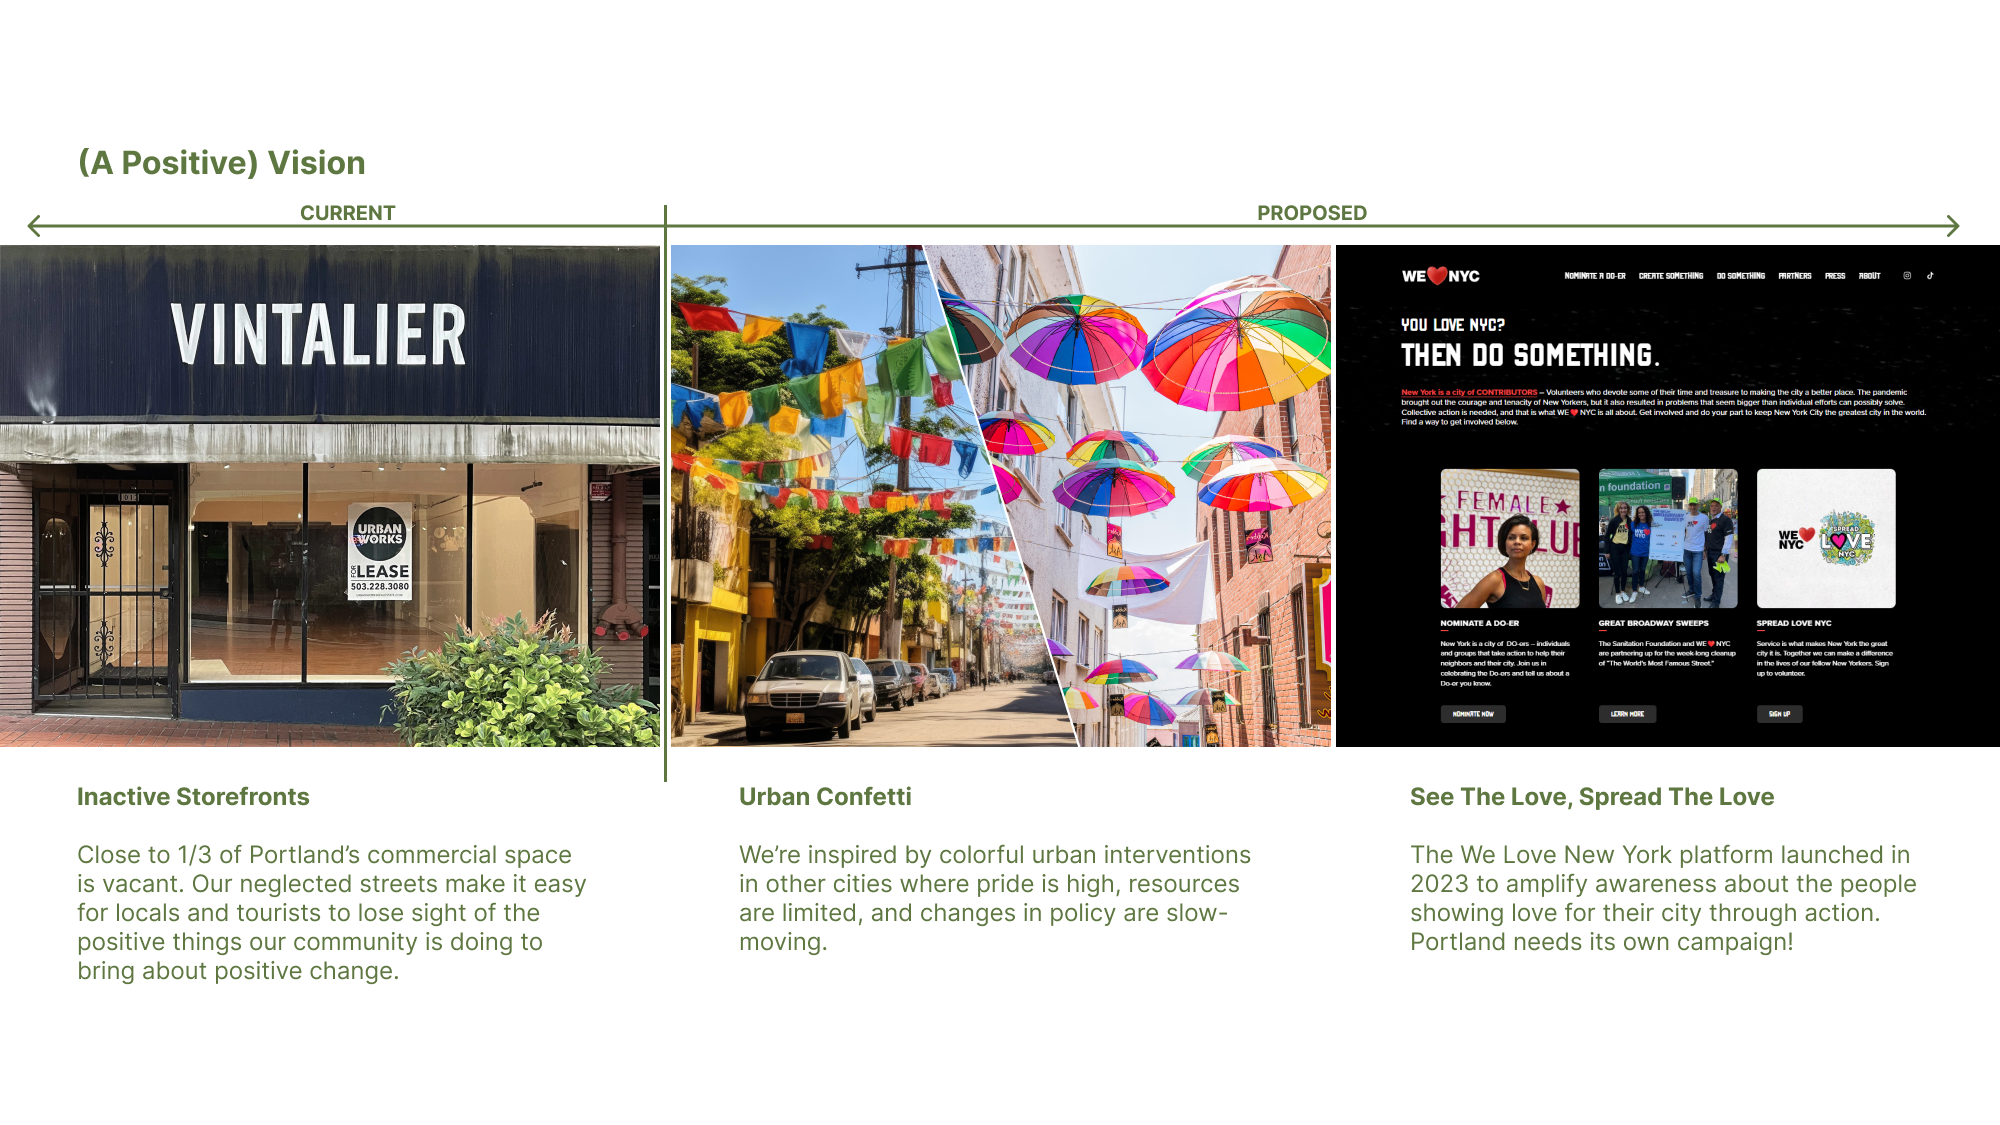 (A Positive) Vision
CURRENT
PROPOSED
VINTALIER
1013
URBAN
WORKS
FOR LEASE
503.228.3080
WE NYC
NOMINATE A DO-ER CREATE SOMETHING DO SOMETHING PARTNERS PRESS ABOUT
YOU LOVE NYC?
THEN DO SOMETHING.
New York is a city of CONTRIBUTORS – Volunteers who devote some of their time and treasure to making the city a better place. The pandemic
brought out the courage and tenacity of New Yorkers, but it also resulted in problems that seem bigger than individual efforts can possibly solve.
Collective action is needed, and that is what WE ❤ NYC is all about. Get involved and do your part to keep New York City the greatest city in the world.
Find a way to get involved below.
FEMALE
GHT CLU
n foundation
WE
NYC
SPREAD
LOVE
NYC
NOMINATE A DO-ER
New York is a city of DO-ers – individuals
and groups that take action to help their
neighbors and their city. Join us in
celebrating the Do-ers and tell us about a
Do-er you know.
NOMINATE NOW
GREAT BROADWAY SWEEPS
The Sanitation Foundation and WE ❤ NYC
are partnering up for the week-long cleanup
of "The World's Most Famous Street."
LEARN MORE
SPREAD LOVE NYC
Service is what makes New York the great
city it is. Together we can make a difference
in the lives of our fellow New Yorkers. Sign
up to volunteer.
SIGN UP
Inactive Storefronts
Close to 1/3 of Portland’s commercial space
is vacant. Our neglected streets make it easy
for locals and tourists to lose sight of the
positive things our community is doing to
bring about positive change.
Urban Confetti
We’re inspired by colorful urban interventions
in other cities where pride is high, resources
are limited, and changes in policy are slow-
moving.
See The Love, Spread The Love
The We Love New York platform launched in
2023 to amplify awareness about the people
showing love for their city through action.
Portland needs its own campaign!